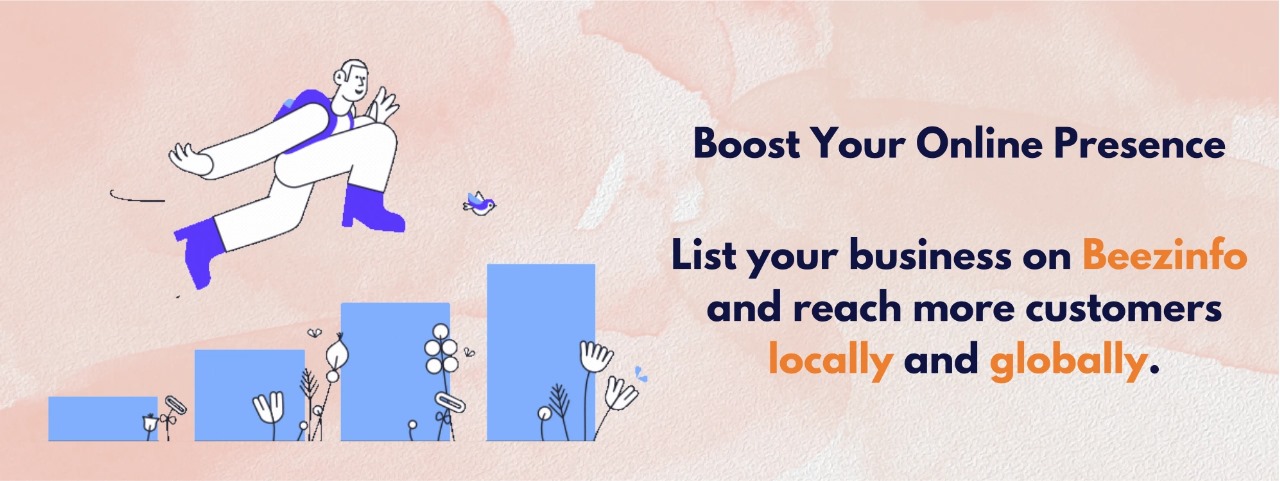 Boost Your Online Presence
List your business on Beezinfo
and reach more customers
locally and globally.